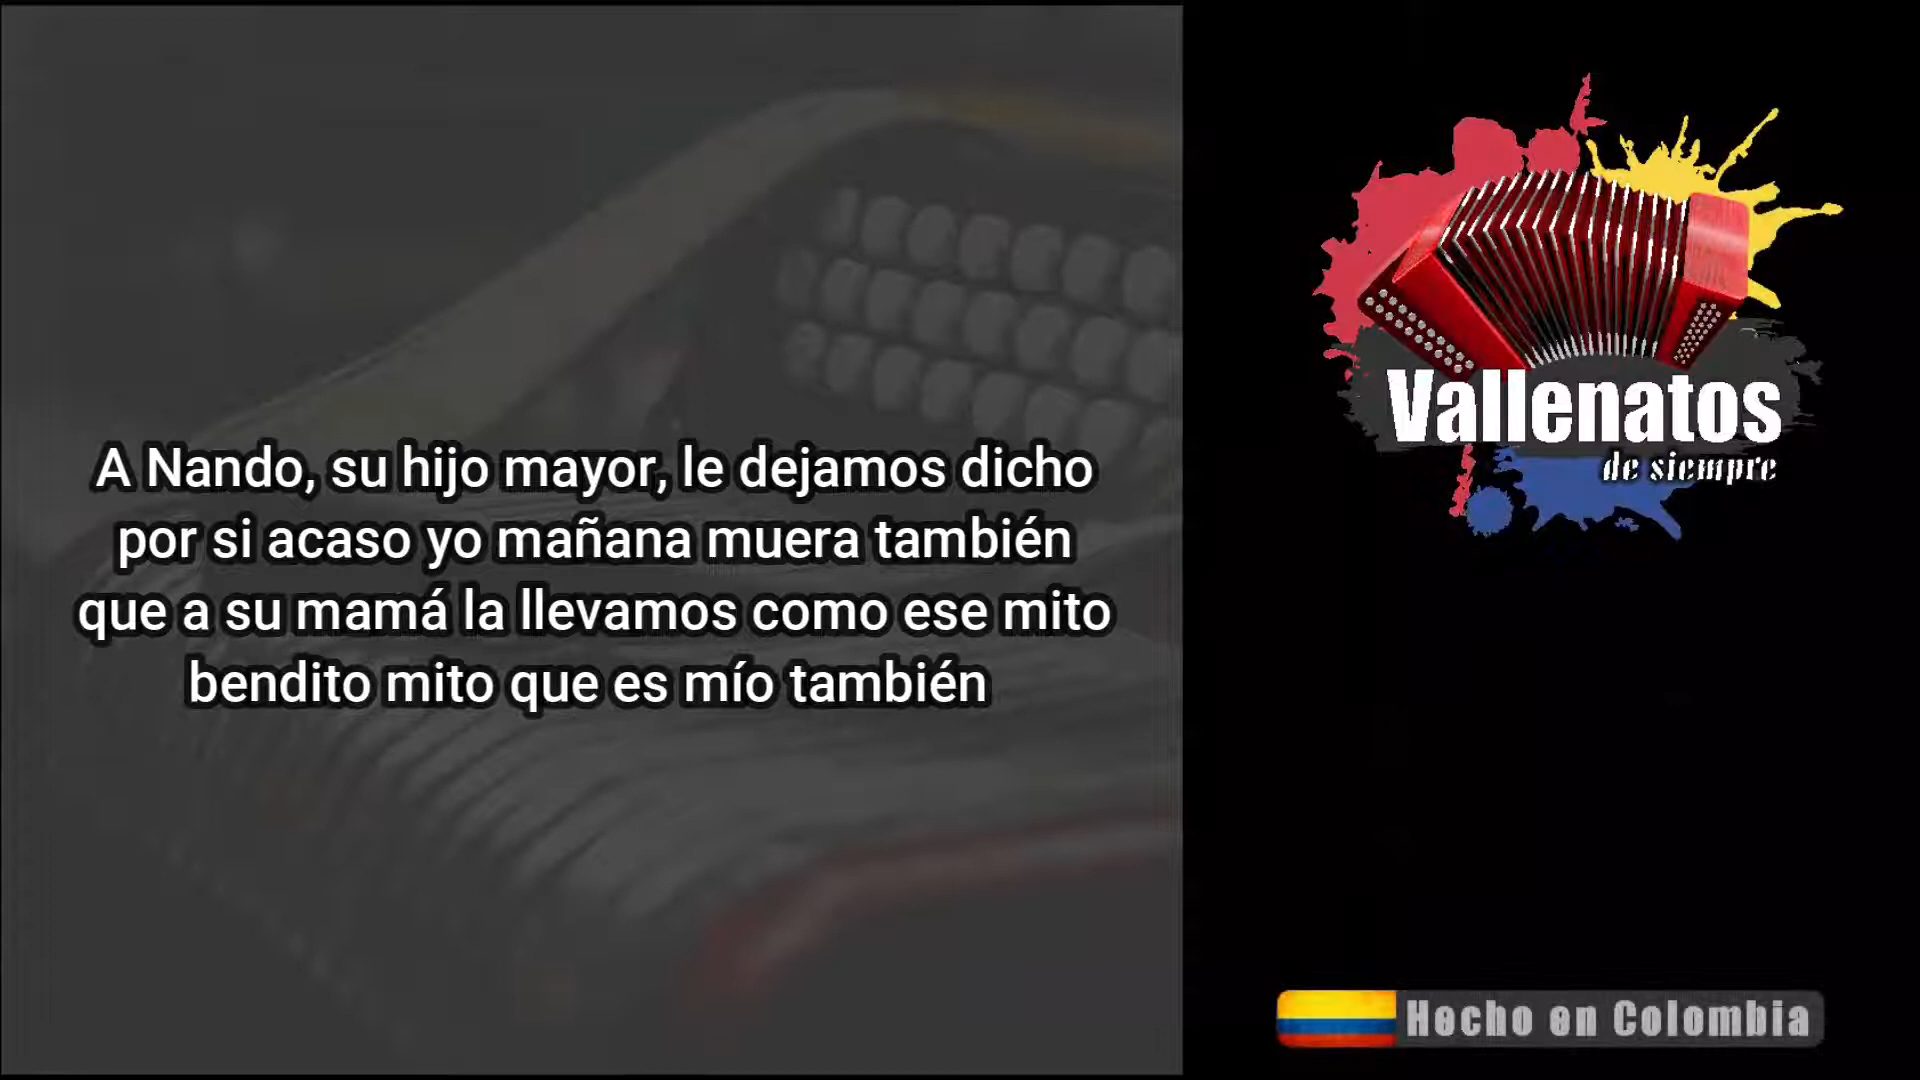 A Nando, su hijo mayor, le dejamos dicho
por si acaso yo mañana muera también
que a su mamá la llevamos como ese mito
bendito mito que es mío también
Vallenatos
de siempre
Hecho en Colombia